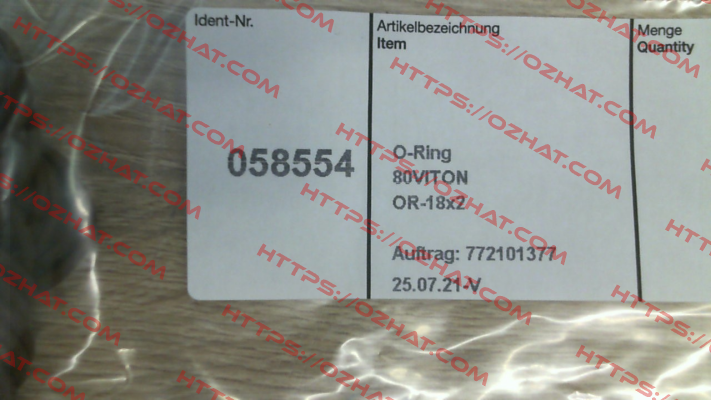 Ident-Nr.
058554
Artikelbezeichnung
Item
O-Ring
80VITON
OR-18x2
Auftrag: 772101377
25.07.21-V
Menge
Quantity
HTTPS://OZHAT.COM